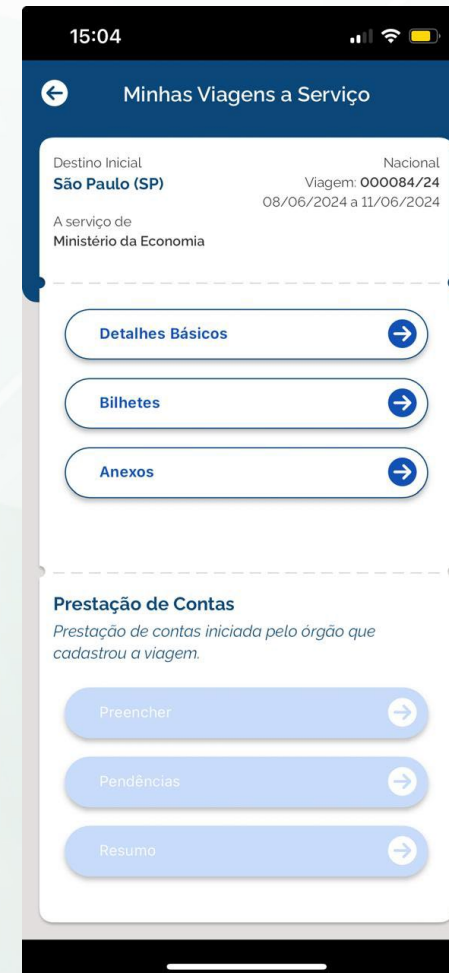 15:04
Minhas Viagens a Serviço
Destino Inicial
Nacional
São Paulo (SP)
Viagem: 000084/24
08/06/2024 a 11/06/2024
A serviço de
Ministério da Economia
Detalhes Básicos
Bilhetes
Anexos
Prestação de Contas
Prestação de contas iniciada pelo órgão que
cadastrou a viagem.
Preencher
Pendências
Resumo